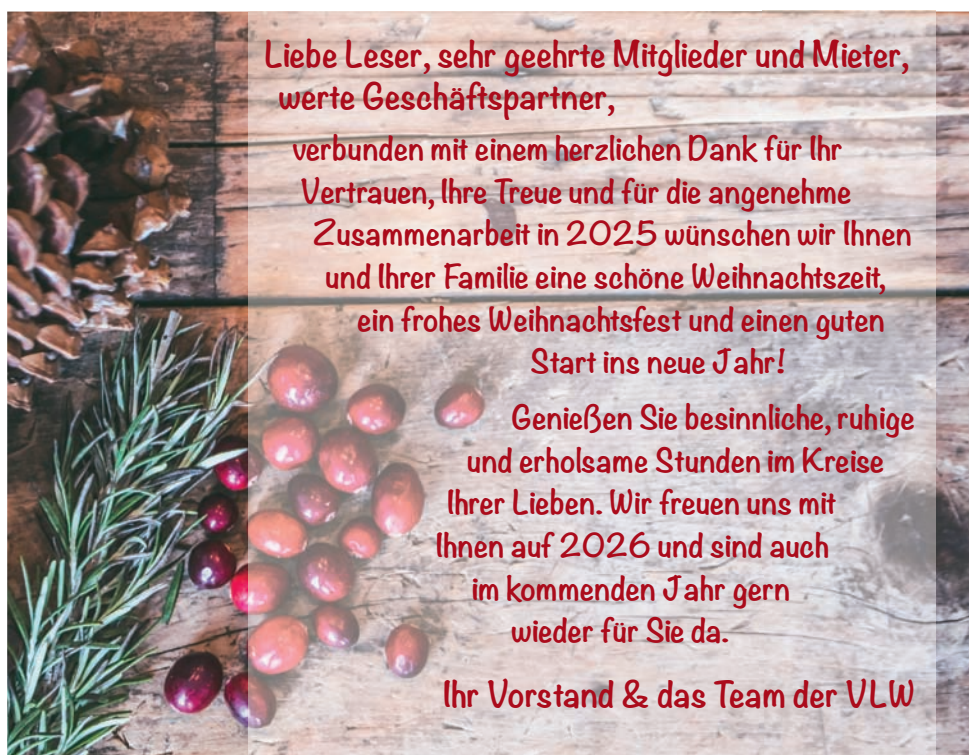 Liebe Leser, sehr geehrte Mitglieder und Mieter,
werte Geschäftspartner,
verbunden mit einem herzlichen Dank für Ihr
Vertrauen, Ihre Treue und für die angenehme
Zusammenarbeit in 2025 wünschen wir Ihnen
und Ihrer Familie eine schöne Weihnachtszeit,
ein frohes Weihnachtsfest und einen guten
Start ins neue Jahr!
Genießen Sie besinnliche, ruhige
und erholsame Stunden im Kreise
Ihrer Lieben. Wir freuen uns mit
Ihnen auf 2026 und sind auch
im kommenden Jahr gern
wieder für Sie da.
Ihr Vorstand & das Team der VLW